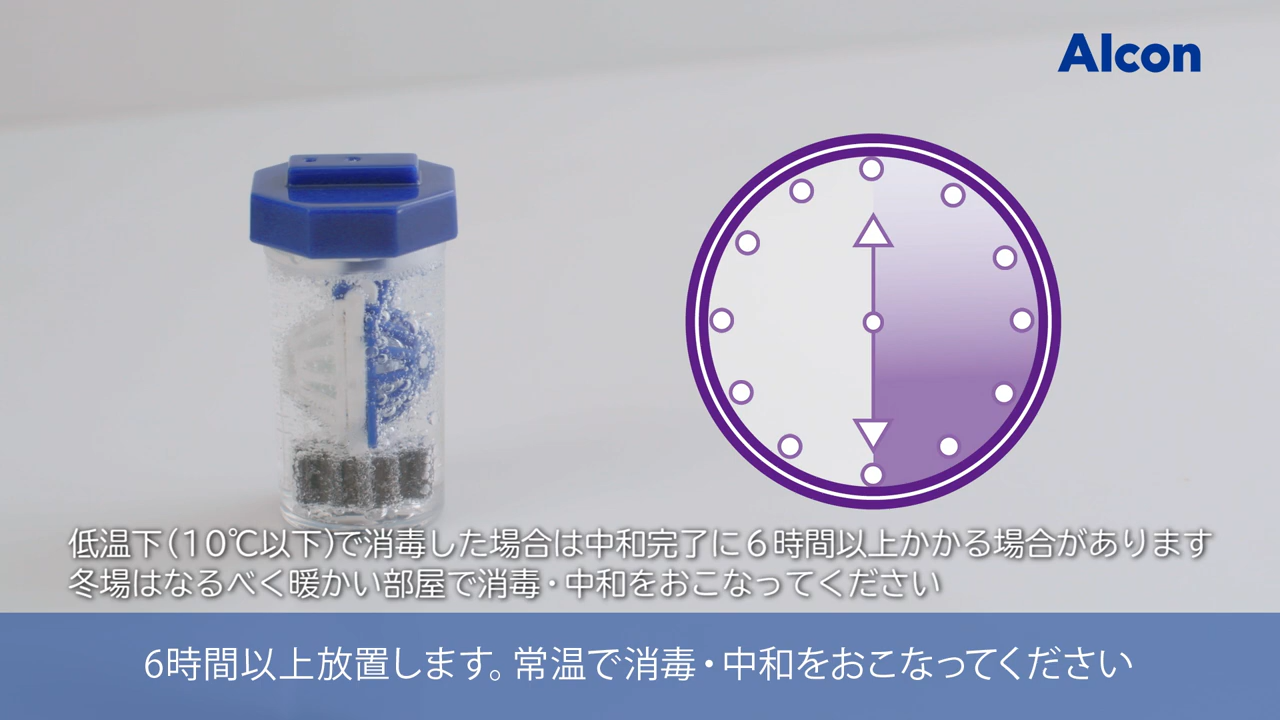 Alcon
低温下(10℃以下)で消毒した場合は中和完了に6時間以上かかる場合があります
冬場はなるべく暖かい部屋で消毒・中和をおこなってください
6時間以上放置します。常温で消毒・中和をおこなってください